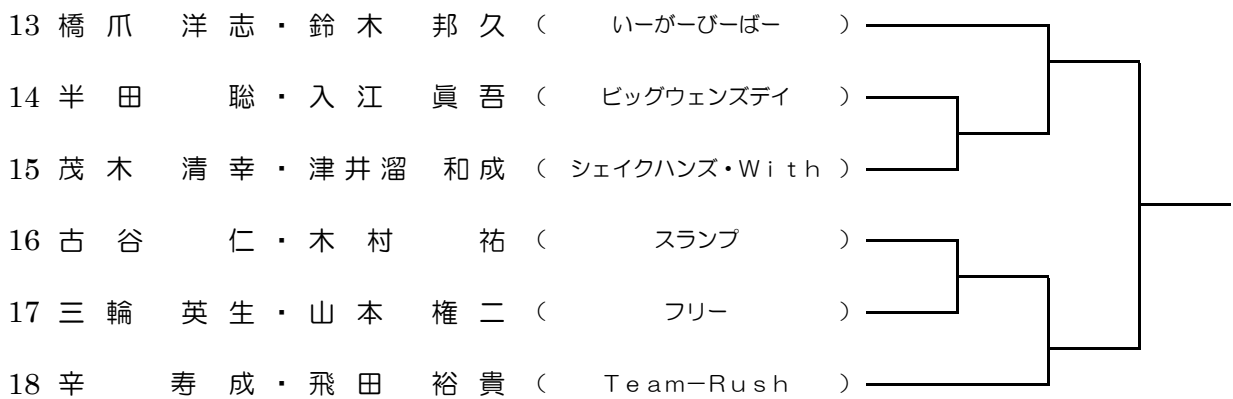 13 橋爪 洋志・鈴木 邦久 ( いーがーびーばー )
14 半田 聡・入江 眞吾 ( ビッグウェンズデイ )
15 茂木 清幸・津井溜 和成 ( シェイクハンズ・With )
16 古谷 仁・木村 祐 ( スランプ )
17 三輪 英生・山本 権二 ( フリー )
18 辛 寿成・飛田 裕貴 ( Team-Rush )